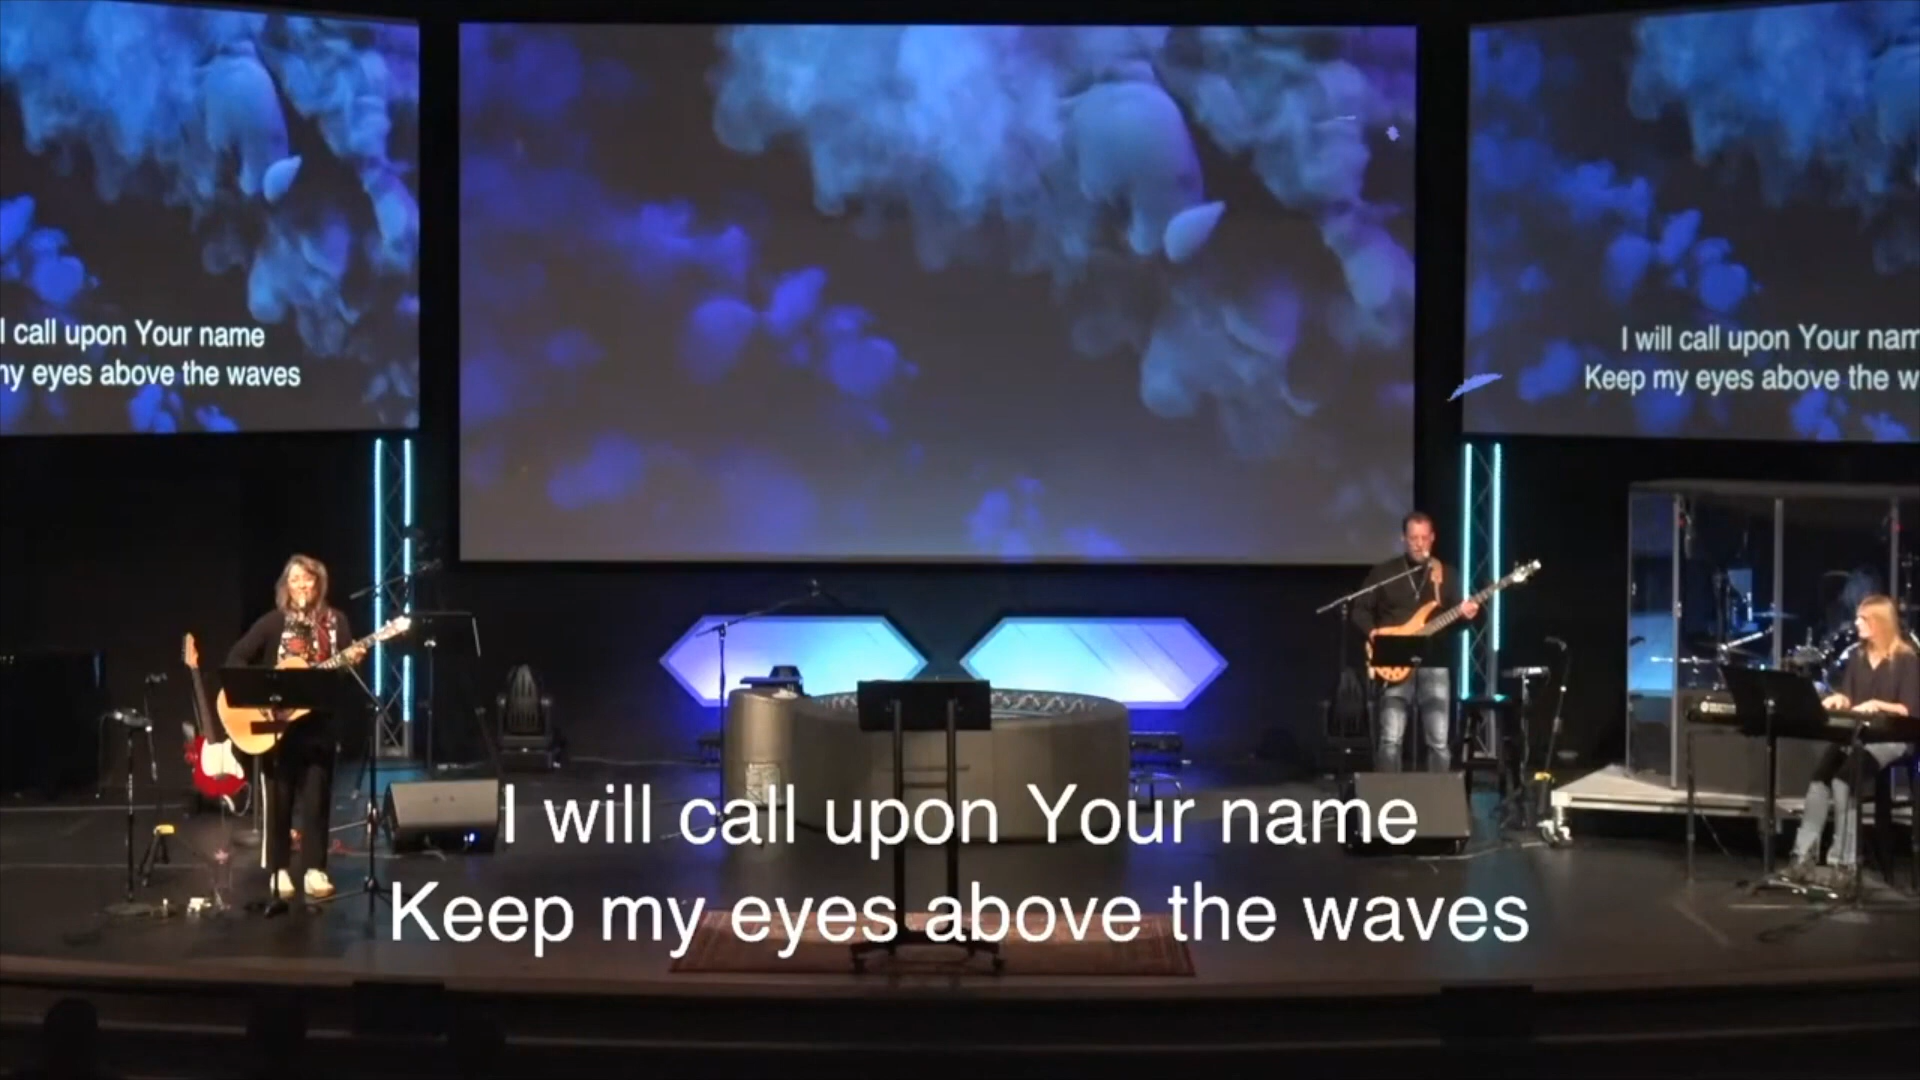 I call upon Your name
my eyes above the waves
I will call upon Your nam
Keep my eyes above the w
I will call upon Your name
Keep my eyes above the waves